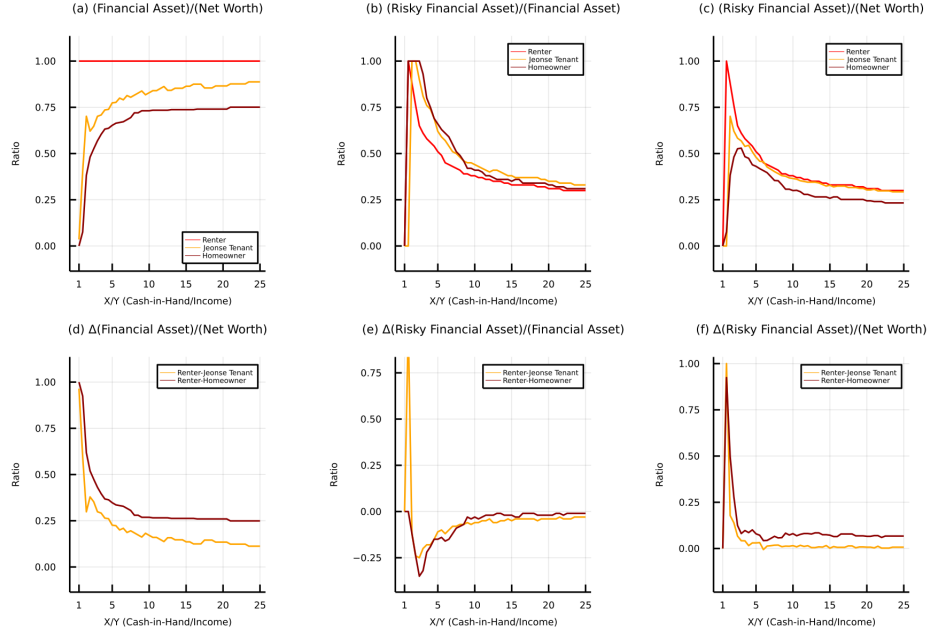 (a) (Financial Asset)/(Net Worth)
Ratio
1.00
0.75
0.50
0.25
0.00
Renter
Jeonse Tenant
Homeowner
1 5 10 15 20 25
X/Y (Cash-in-Hand/Income)
(b) (Risky Financial Asset)/(Financial Asset)
Ratio
1.00
0.75
0.50
0.25
0.00
Renter
Jeonse Tenant
Homeowner
1 5 10 15 20 25
X/Y (Cash-in-Hand/Income)
(c) (Risky Financial Asset)/(Net Worth)
Ratio
1.00
0.75
0.50
0.25
0.00
Renter
Jeonse Tenant
Homeowner
1 5 10 15 20 25
X/Y (Cash-in-Hand/Income)
(d) Δ(Financial Asset)/(Net Worth)
Ratio
1.00
0.75
0.50
0.25
0.00
Renter-Jeonse Tenant
Renter-Homeowner
1 5 10 15 20 25
X/Y (Cash-in-Hand/Income)
(e) Δ(Risky Financial Asset)/(Financial Asset)
Ratio
0.75
0.50
0.25
0.00
−0.25
Renter-Jeonse Tenant
Renter-Homeowner
1 5 10 15 20 25
X/Y (Cash-in-Hand/Income)
(f) Δ(Risky Financial Asset)/(Net Worth)
Ratio
1.00
0.75
0.50
0.25
0.00
Renter-Jeonse Tenant
Renter-Homeowner
1 5 10 15 20 25
X/Y (Cash-in-Hand/Income)